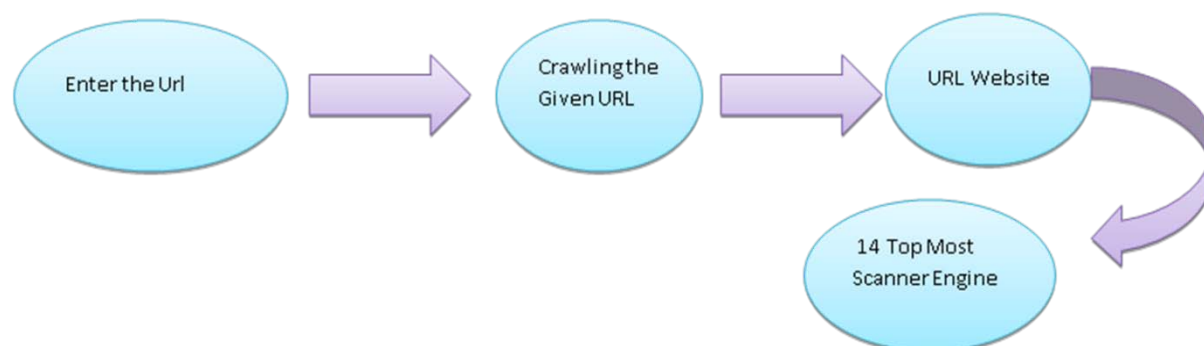 Enter the Url
Crawling the
Given URL
URL Website
14 Top Most
Scanner Engine